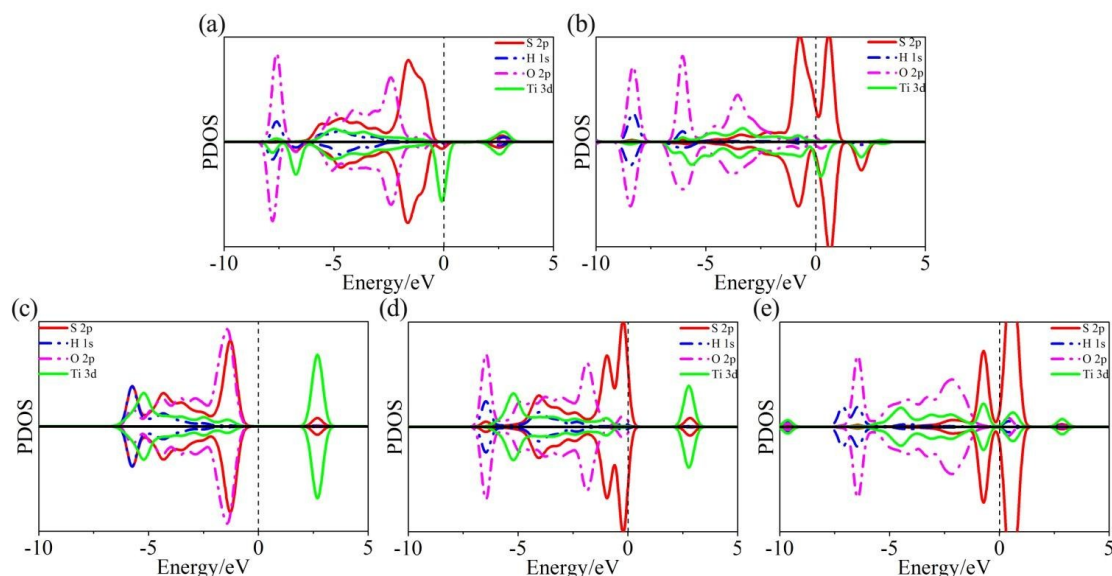 (a)
S 2p
H 1s
O 2p
Ti 3d
PDOS
-10 -5 0 5
Energy/eV
(b)
S 2p
H 1s
O 2p
Ti 3d
PDOS
-10 -5 0 5
Energy/eV
(c)
S 2p
H 1s
O 2p
Ti 3d
PDOS
-10 -5 0 5
Energy/eV
(d)
S 2p
H 1s
O 2p
Ti 3d
PDOS
-10 -5 0 5
Energy/eV
(e)
S 2p
H 1s
O 2p
Ti 3d
PDOS
-10 -5 0 5
Energy/eV